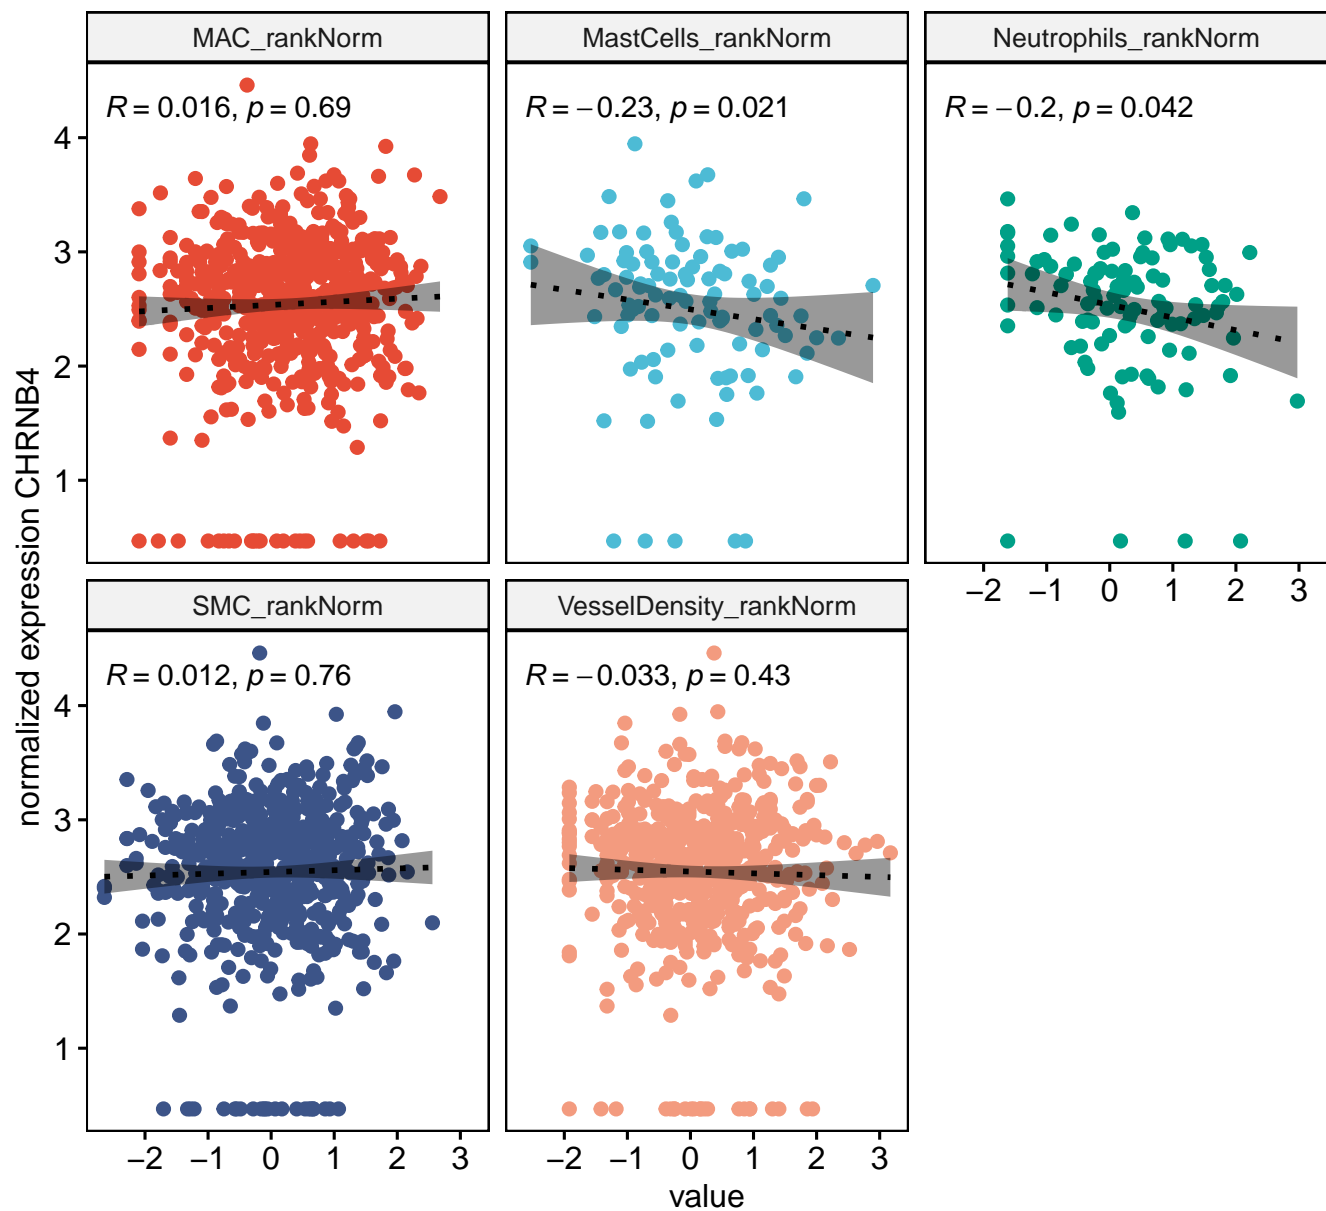 MAC_rankNorm
MastCells_rankNorm
Neutrophils_rankNorm
R = 0.016, p = 0.69
R = −0.23, p = 0.021
R = −0.2, p = 0.042
4
3
2
1
−2 −1 0 1 2 3
SMC_rankNorm
VesselDensity_rankNorm
R = 0.012, p = 0.76
R = −0.033, p = 0.43
4
3
2
1
−2 −1 0 1 2 3
−2 −1 0 1 2 3
value
normalized expression CHRNB4